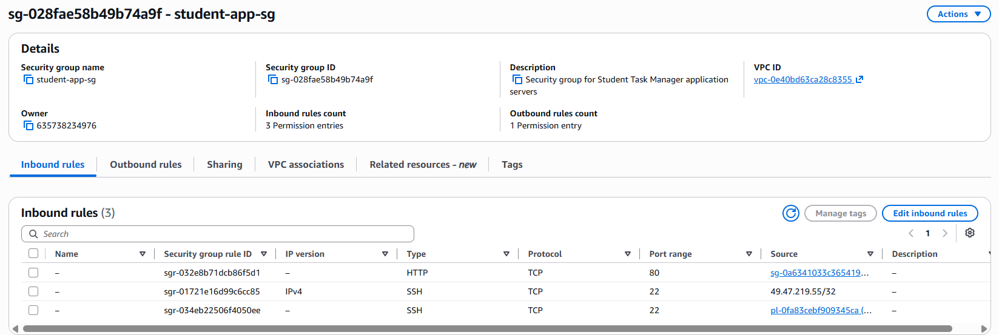 sg-028fae58b49b74a9f - student-app-sg
Actions
Details
Security group name
student-app-sg
Security group ID
sg-028fae58b49b74a9f
Description
Security group for Student Task Manager application
servers
VPC ID
vpc-0e40bd63ca28c8355
Owner
635738234976
Inbound rules count
3 Permission entries
Outbound rules count
1 Permission entry
Inbound rules Outbound rules Sharing VPC associations Related resources - new Tags
Inbound rules (3)
Manage tags
Edit inbound rules
Search
1
Name Security group rule ID IP version Type Protocol Port range Source Description
– sgr-032e8b71dcb86f5d1 – HTTP TCP 80 sg-0a6341033c365419... –
– sgr-01721e16d99c6cc85 IPv4 SSH TCP 22 49.47.219.55/32 –
– sgr-034eb22506f4050ee – SSH TCP 22 pl-0fa83cebf909345ca (... –